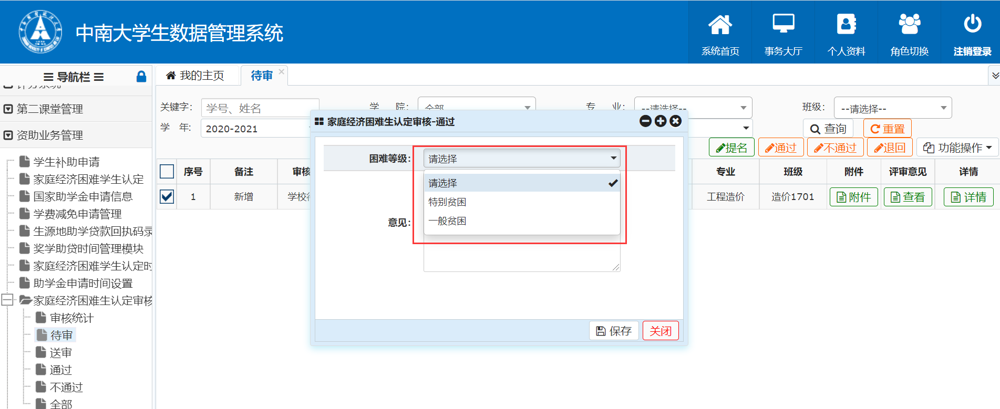 中南大学生数据管理系统
系统首页
事务大厅
个人资料
角色切换
注销登录
导航栏
第二课堂管理
资助业务管理
学生补助申请
家庭经济困难学生认定
国家助学金申请信息
学费减免申请管理
生源地助学贷款回执码录
奖学助贷时间管理模块
家庭经济困难学生认定时
助学金申请时间设置
家庭经济困难生认定审核
审核统计
待审
送审
通过
不通过
全部
我的主页
待审
关键字: 学号、姓名
学 院: 全部
专 业: --请选择--
班级: --请选择--
学 年: 2020-2021
查询
重置
提名
通过
不通过
退回
功能操作
序号 备注 审核 专业 班级 附件 评审意见 详情
1 新增 学校待 工程造价 造价1701 附件 查看 详情
家庭经济困难生认定审核-通过
困难等级: 请选择
请选择
特别贫困
一般贫困
意见:
保存
关闭